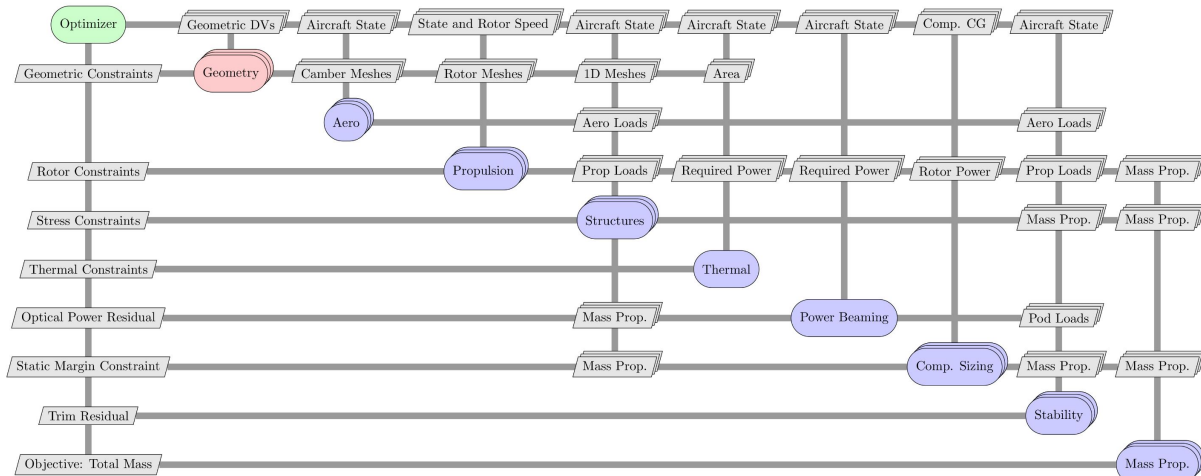 Optimizer
Geometric DVs
Aircraft State
State and Rotor Speed
Aircraft State
Aircraft State
Aircraft State
Comp. CG
Aircraft State
Geometric Constraints
Geometry
Camber Meshes
Rotor Meshes
1D Meshes
Area
Aero
Aero Loads
Aero Loads
Rotor Constraints
Propulsion
Prop Loads
Required Power
Required Power
Rotor Power
Prop Loads
Mass Prop.
Stress Constraints
Structures
Mass Prop.
Mass Prop.
Thermal Constraints
Thermal
Optical Power Residual
Mass Prop.
Power Beaming
Pod Loads
Static Margin Constraint
Mass Prop.
Comp. Sizing
Mass Prop.
Mass Prop.
Trim Residual
Stability
Objective: Total Mass
Mass Prop.